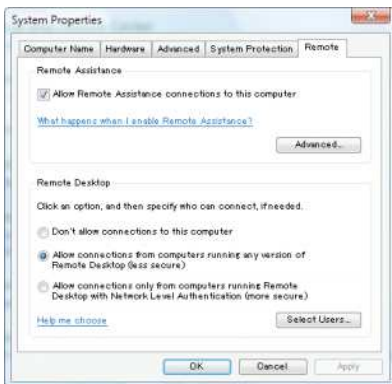 System Properties
Computer Name Hardware Advanced System Protection Remote
Remote Assistance
Allow Remote Assistance connections to this computer
What happens when I enable Remote Assistance?
Advanced...
Remote Desktop
Click an option, and then specify who can connect, if needed.
Don't allow connections to this computer
Allow connections from computers running any version of
Remote Desktop (less secure)
Allow connections only from computers running Remote
Desktop with Network Level Authentication (more secure)
Help me choose
Select Users...
OK Cancel Apply